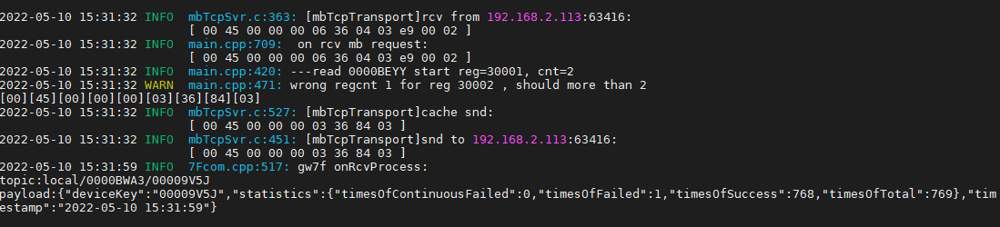 2022-05-10 15:31:32 INFO  mbTcpSvr.c:363: [mbTcpTransport]rcv from 192.168.2.113:63416:
[ 00 45 00 00 00 06 36 04 03 e9 00 02 ]
2022-05-10 15:31:32 INFO  main.cpp:709:  on rcv mb request:
[ 00 45 00 00 00 06 36 04 03 e9 00 02 ]
2022-05-10 15:31:32 INFO  main.cpp:420: ---read 0000BEYY start reg=30001, cnt=2
2022-05-10 15:31:32 WARN  main.cpp:471: wrong regcnt 1 for reg 30002 , should more than 2
[00][45][00][00][00][03][36][84][03]
2022-05-10 15:31:32 INFO  mbTcpSvr.c:527: [mbTcpTransport]cache snd:
[ 00 45 00 00 00 03 36 84 03 ]
2022-05-10 15:31:32 INFO  mbTcpSvr.c:451: [mbTcpTransport]snd to 192.168.2.113:63416:
[ 00 45 00 00 00 03 36 84 03 ]
2022-05-10 15:31:59 INFO  7Fcom.cpp:517: gw7f onRcvProcess:
topic:local/0000BWA3/00009V5J
payload:{"deviceKey":"00009V5J","statistics":{"timesOfContinuousFailed":0,"timesOfFailed":1,"timesOfSuccess":768,"timesOfTotal":769},"tim
estamp":"2022-05-10 15:31:59"}